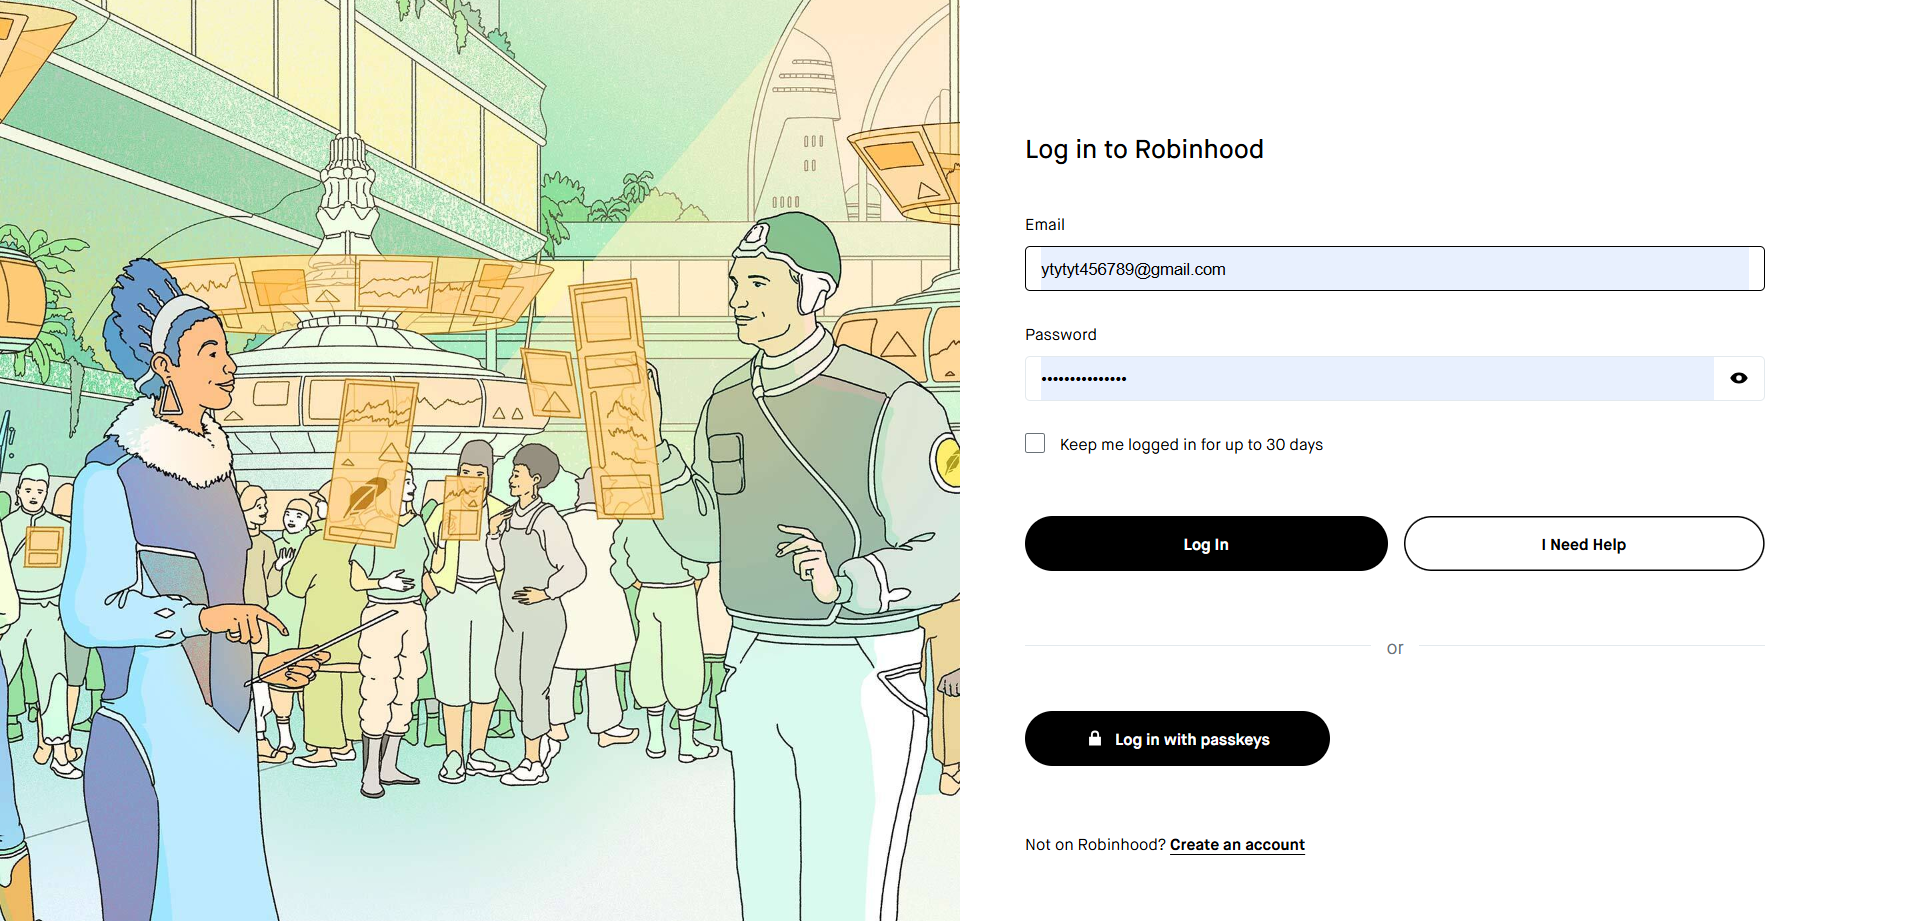 Log in to Robinhood
Email
ytytyt456789@gmail.com
Password
•••••••••••••••
Keep me logged in for up to 30 days
Log In
I Need Help
or
Log in with passkeys
Not on Robinhood? Create an account